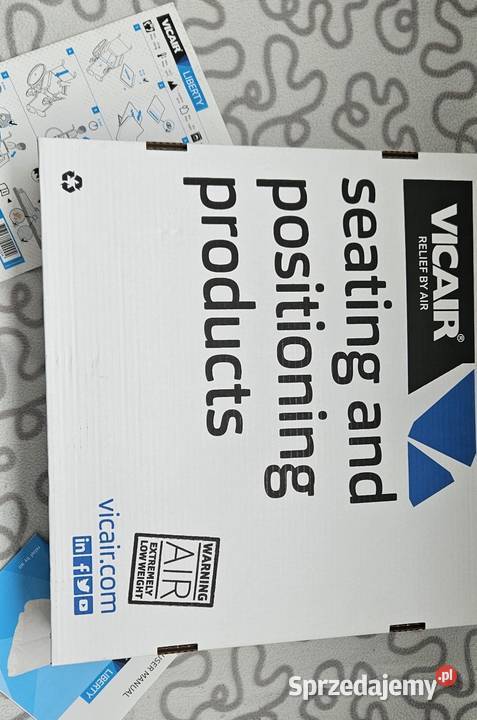 VICAIR®
RELIEF BY AIR
seating and
positioning
products
WARNING
AIR
EXTREMELY
LOW WEIGHT
vicair.com
VICAIR
LIBERTY
USER MANUAL
LIBERTY
Sprzedajemy.pl